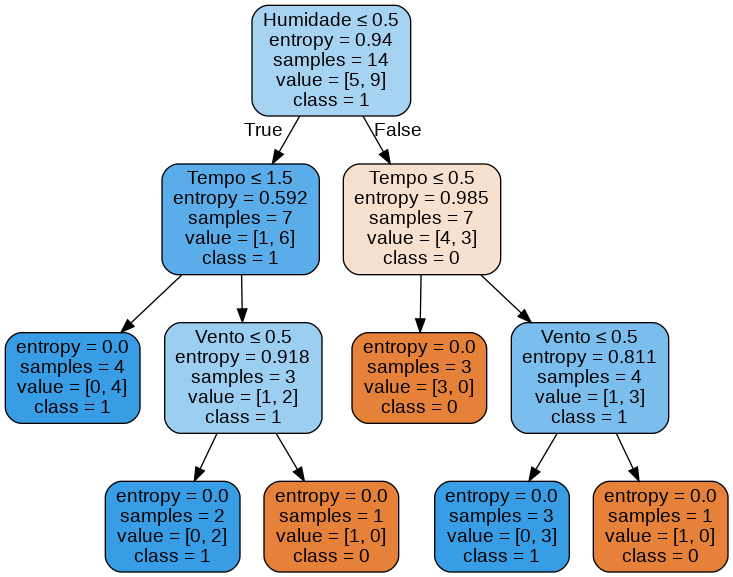 Humidade ≤ 0.5
entropy = 0.94
samples = 14
value = [5, 9]
class = 1
True
False
Tempo ≤ 1.5
entropy = 0.592
samples = 7
value = [1, 6]
class = 1
Tempo ≤ 0.5
entropy = 0.985
samples = 7
value = [4, 3]
class = 0
entropy = 0.0
samples = 4
value = [0, 4]
class = 1
Vento ≤ 0.5
entropy = 0.918
samples = 3
value = [1, 2]
class = 1
entropy = 0.0
samples = 3
value = [3, 0]
class = 0
Vento ≤ 0.5
entropy = 0.811
samples = 4
value = [1, 3]
class = 1
entropy = 0.0
samples = 2
value = [0, 2]
class = 1
entropy = 0.0
samples = 1
value = [1, 0]
class = 0
entropy = 0.0
samples = 3
value = [0, 3]
class = 1
entropy = 0.0
samples = 1
value = [1, 0]
class = 0